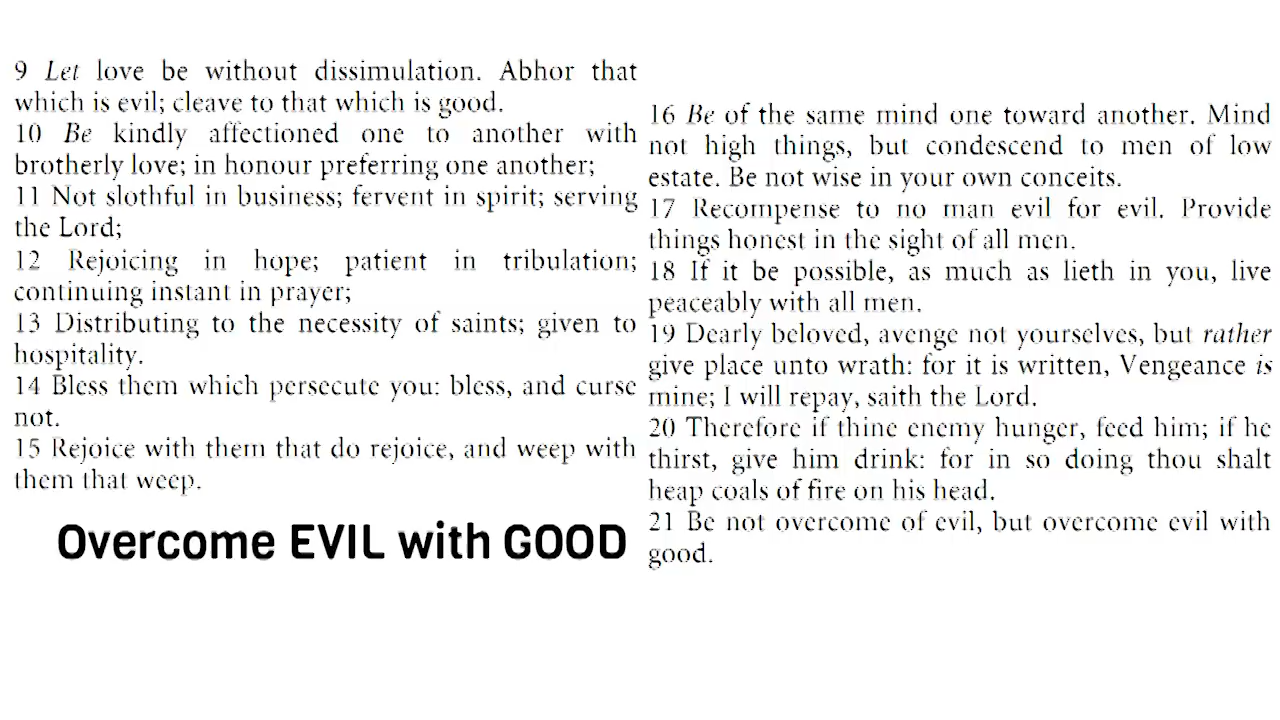 9 Let love be without dissimulation. Abhor that
which is evil; cleave to that which is good.
10 Be kindly affectioned one to another with
brotherly love; in honour preferring one another;
11 Not slothful in business; fervent in spirit; serving
the Lord;
12 Rejoicing in hope; patient in tribulation;
continuing instant in prayer;
13 Distributing to the necessity of saints; given to
hospitality.
14 Bless them which persecute you: bless, and curse
not.
15 Rejoice with them that do rejoice, and weep with
them that weep.
Overcome EVIL with GOOD
16 Be of the same mind one toward another. Mind
not high things, but condescend to men of low
estate. Be not wise in your own conceits.
17 Recompense to no man evil for evil. Provide
things honest in the sight of all men.
18 If it be possible, as much as lieth in you, live
peaceably with all men.
19 Dearly beloved, avenge not yourselves, but rather
give place unto wrath: for it is written, Vengeance is
mine; I will repay, saith the Lord.
20 Therefore if thine enemy hunger, feed him; if he
thirst, give him drink: for in so doing thou shalt
heap coals of fire on his head.
21 Be not overcome of evil, but overcome evil with
good.